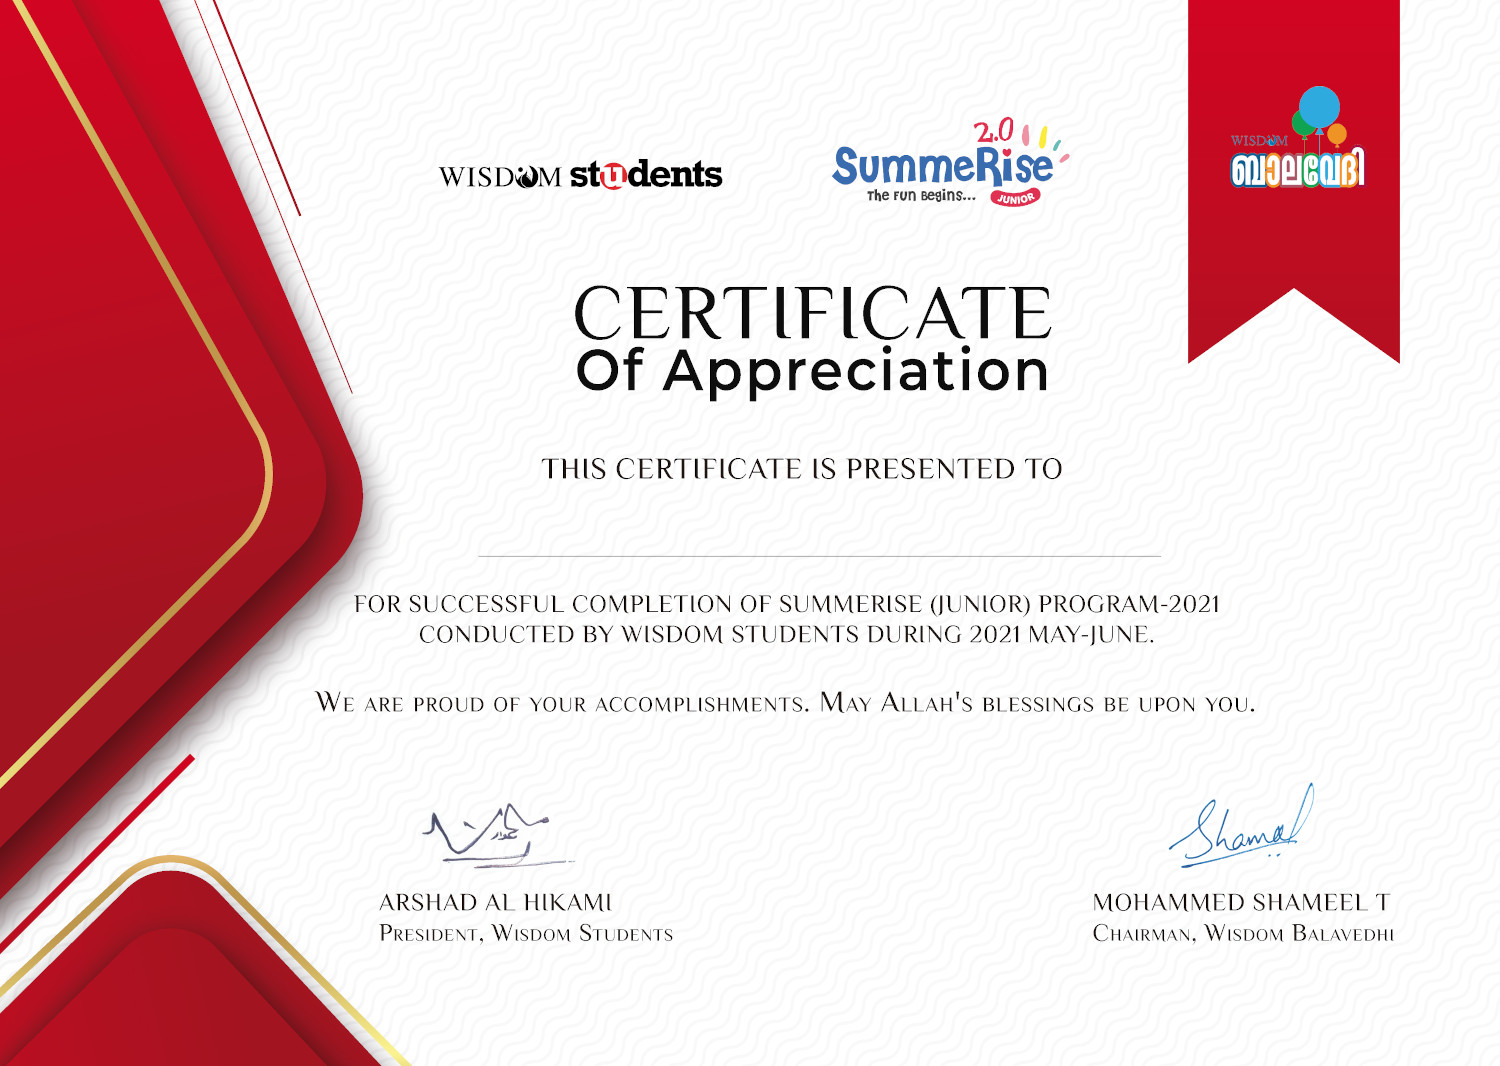 WISDOM students
2.0
SummeRise
The Fun Begins...
JUNIOR
WISDOM
ബാലവേദി
CERTIFICATE
Of Appreciation
THIS CERTIFICATE IS PRESENTED TO
FOR SUCCESSFUL COMPLETION OF SUMMERISE (JUNIOR) PROGRAM-2021
CONDUCTED BY WISDOM STUDENTS DURING 2021 MAY-JUNE.
We are proud of your accomplishments. May Allah's blessings be upon you.
Shameel
ARSHAD AL HIKAMI
President, Wisdom Students
MOHAMMED SHAMEEL T
Chairman, Wisdom Balavedhi